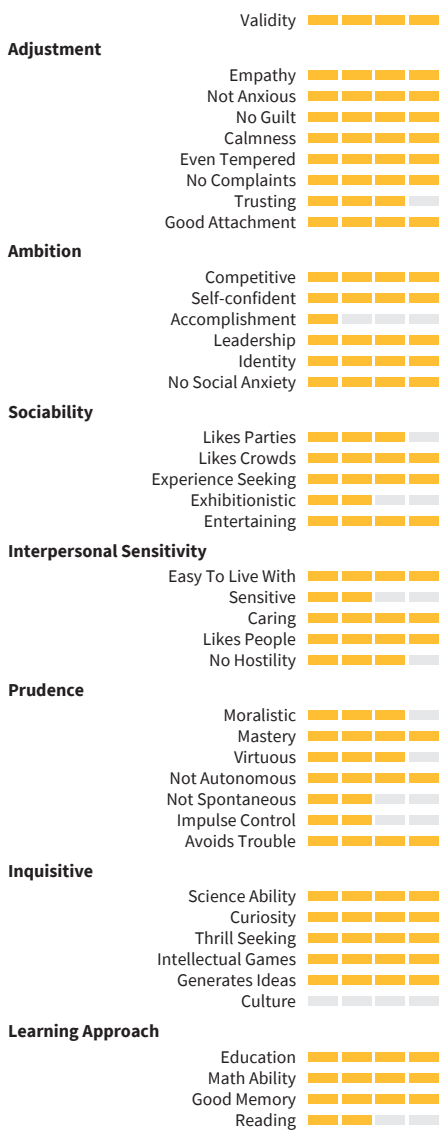 Validity
Adjustment
Empathy
Not Anxious
No Guilt
Calmness
Even Tempered
No Complaints
Trusting
Good Attachment
Ambition
Competitive
Self-confident
Accomplishment
Leadership
Identity
No Social Anxiety
Sociability
Likes Parties
Likes Crowds
Experience Seeking
Exhibitionistic
Entertaining
Interpersonal Sensitivity
Easy To Live With
Sensitive
Caring
Likes People
No Hostility
Prudence
Moralistic
Mastery
Virtuous
Not Autonomous
Not Spontaneous
Impulse Control
Avoids Trouble
Inquisitive
Science Ability
Curiosity
Thrill Seeking
Intellectual Games
Generates Ideas
Culture
Learning Approach
Education
Math Ability
Good Memory
Reading